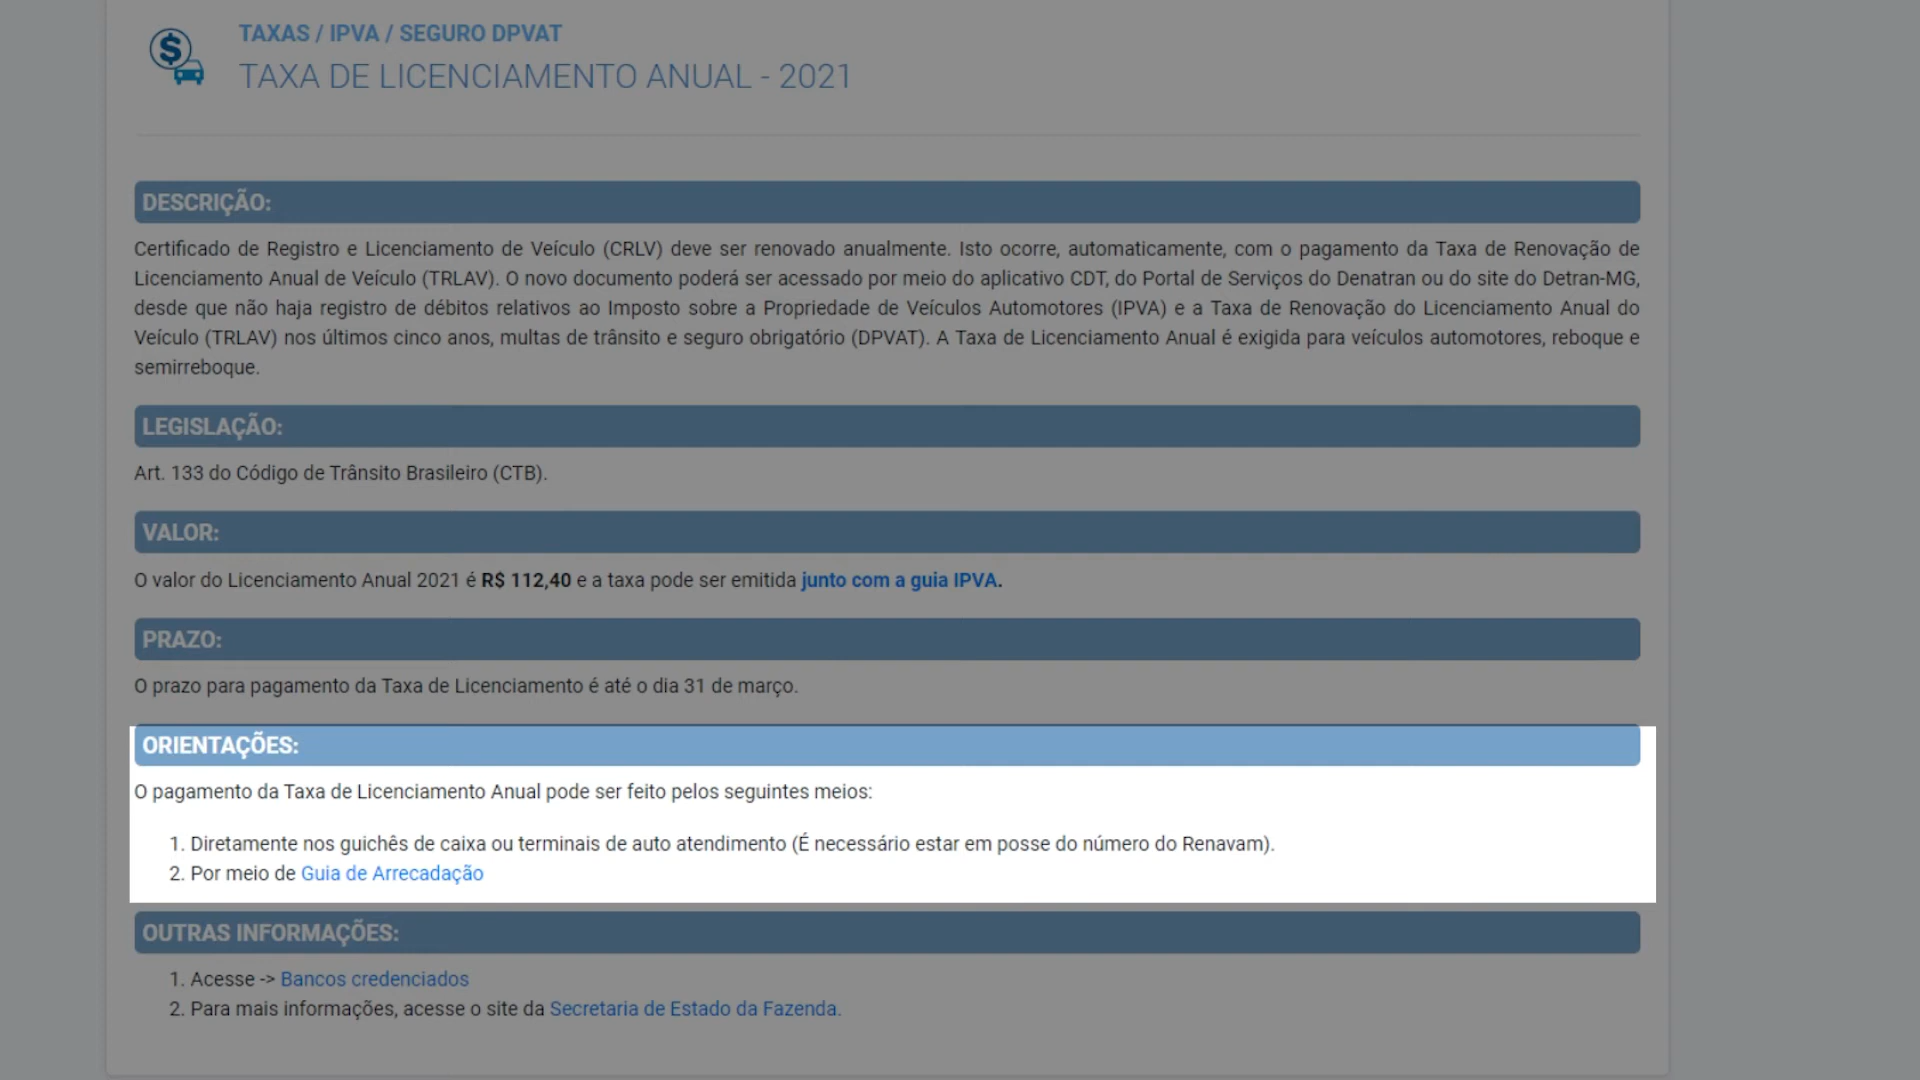 TAXAS / IPVA / SEGURO DPVAT
TAXA DE LICENCIAMENTO ANUAL - 2021
DESCRIÇÃO:
Certificado de Registro e Licenciamento de Veículo (CRLV) deve ser renovado anualmente. Isto ocorre, automaticamente, com o pagamento da Taxa de Renovação de
Licenciamento Anual de Veículo (TRLAV). O novo documento poderá ser acessado por meio do aplicativo CDT, do Portal de Serviços do Denatran ou do site do Detran-MG,
desde que não haja registro de débitos relativos ao Imposto sobre a Propriedade de Veículos Automotores (IPVA) e a Taxa de Renovação do Licenciamento Anual do
Veículo (TRLAV) nos últimos cinco anos, multas de trânsito e seguro obrigatório (DPVAT). A Taxa de Licenciamento Anual é exigida para veículos automotores, reboque e
semirreboque.
LEGISLAÇÃO:
Art. 133 do Código de Trânsito Brasileiro (CTB).
VALOR:
O valor do Licenciamento Anual 2021 é R$ 112,40 e a taxa pode ser emitida junto com a guia IPVA.
PRAZO:
O prazo para pagamento da Taxa de Licenciamento é até o dia 31 de março.
ORIENTAÇÕES:
O pagamento da Taxa de Licenciamento Anual pode ser feito pelos seguintes meios:
1. Diretamente nos guichês de caixa ou terminais de auto atendimento (É necessário estar em posse do número do Renavam).
2. Por meio de Guia de Arrecadação
OUTRAS INFORMAÇÕES:
1. Acesse -> Bancos credenciados
2. Para mais informações, acesse o site da Secretaria de Estado da Fazenda.